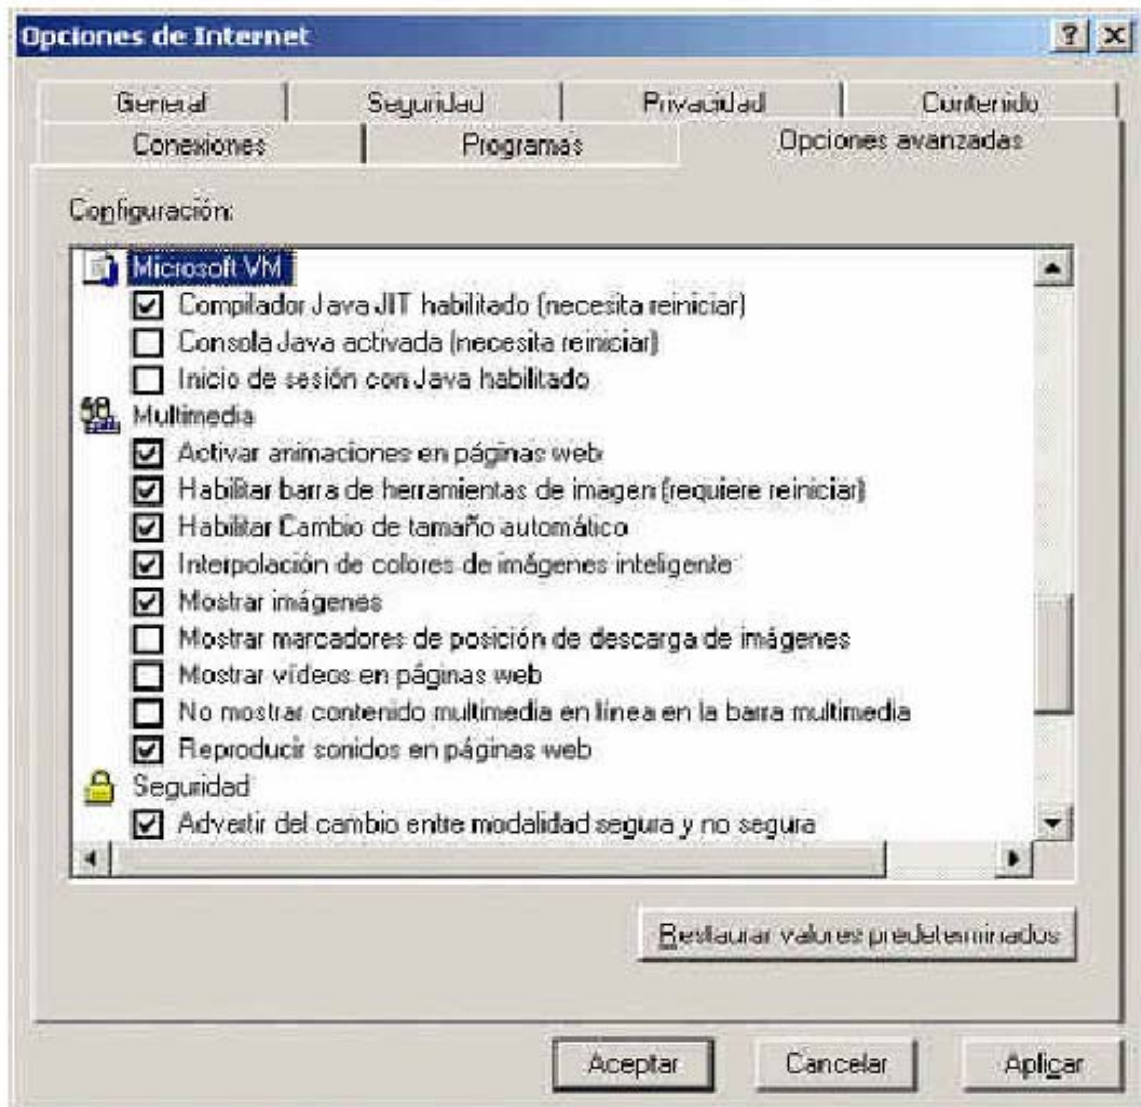 Opciones de Internet
General Seguridad Privacidad Contenido
Conexiones Programas Opciones avanzadas
Configuración:
Microsoft VM
Compilador Java JIT habilitado (necesita reiniciar)
Consola Java activada (necesita reiniciar)
Inicio de sesión con Java habilitado
Multimedia
Activar animaciones en páginas web
Habilitar barra de herramientas de imagen (requiere reiniciar)
Habilitar Cambio de tamaño automático
Interpolación de colores de imágenes inteligente
Mostrar imágenes
Mostrar marcadores de posición de descarga de imágenes
Mostrar vídeos en páginas web
No mostrar contenido multimedia en línea en la barra multimedia
Reproducir sonidos en páginas web
Seguridad
Advertir del cambio entre modalidad segura y no segura
Restaurar valores predeterminados
Aceptar Cancelar Aplicar